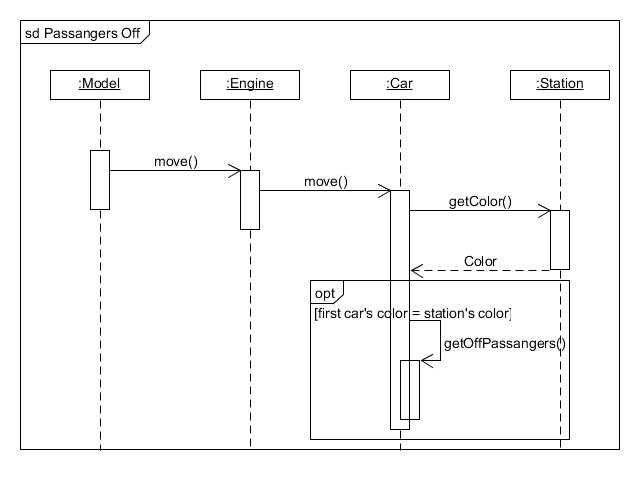 sd Passangers Off
:Model
:Engine
:Car
:Station
move()
move()
getColor()
Color
opt
[first car's color = station's color]
getOffPassangers()